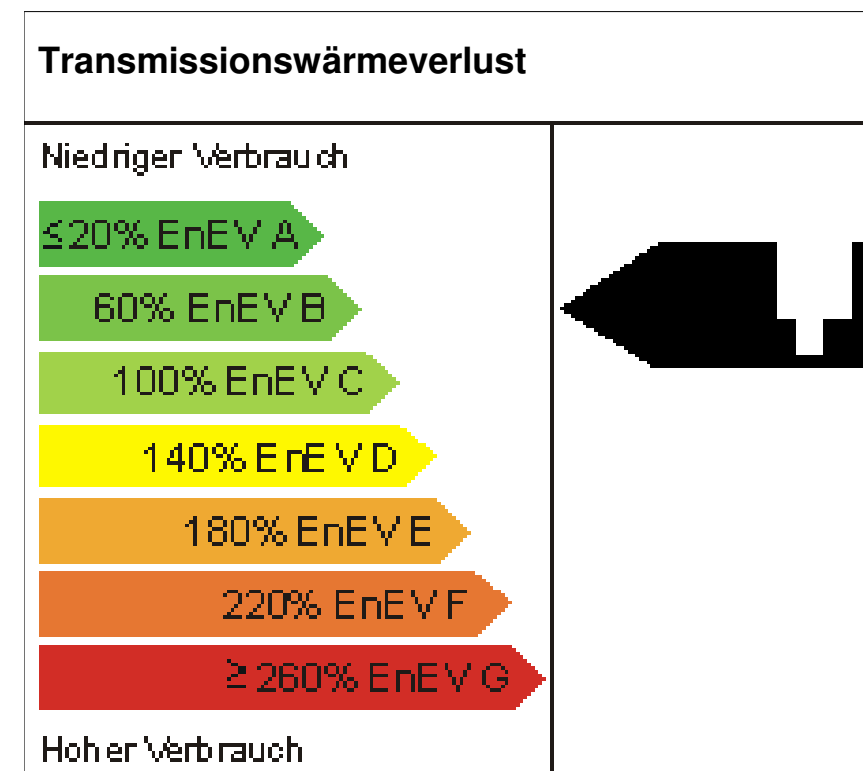 Transmissionswärmeverlust
Niedriger Verbrauch
≤20% EnEV A
60% EnEV B
100% EnEV C
140% EnEV D
180% EnEV E
220% EnEV F
≥260% EnEV G
Hoher Verbrauch